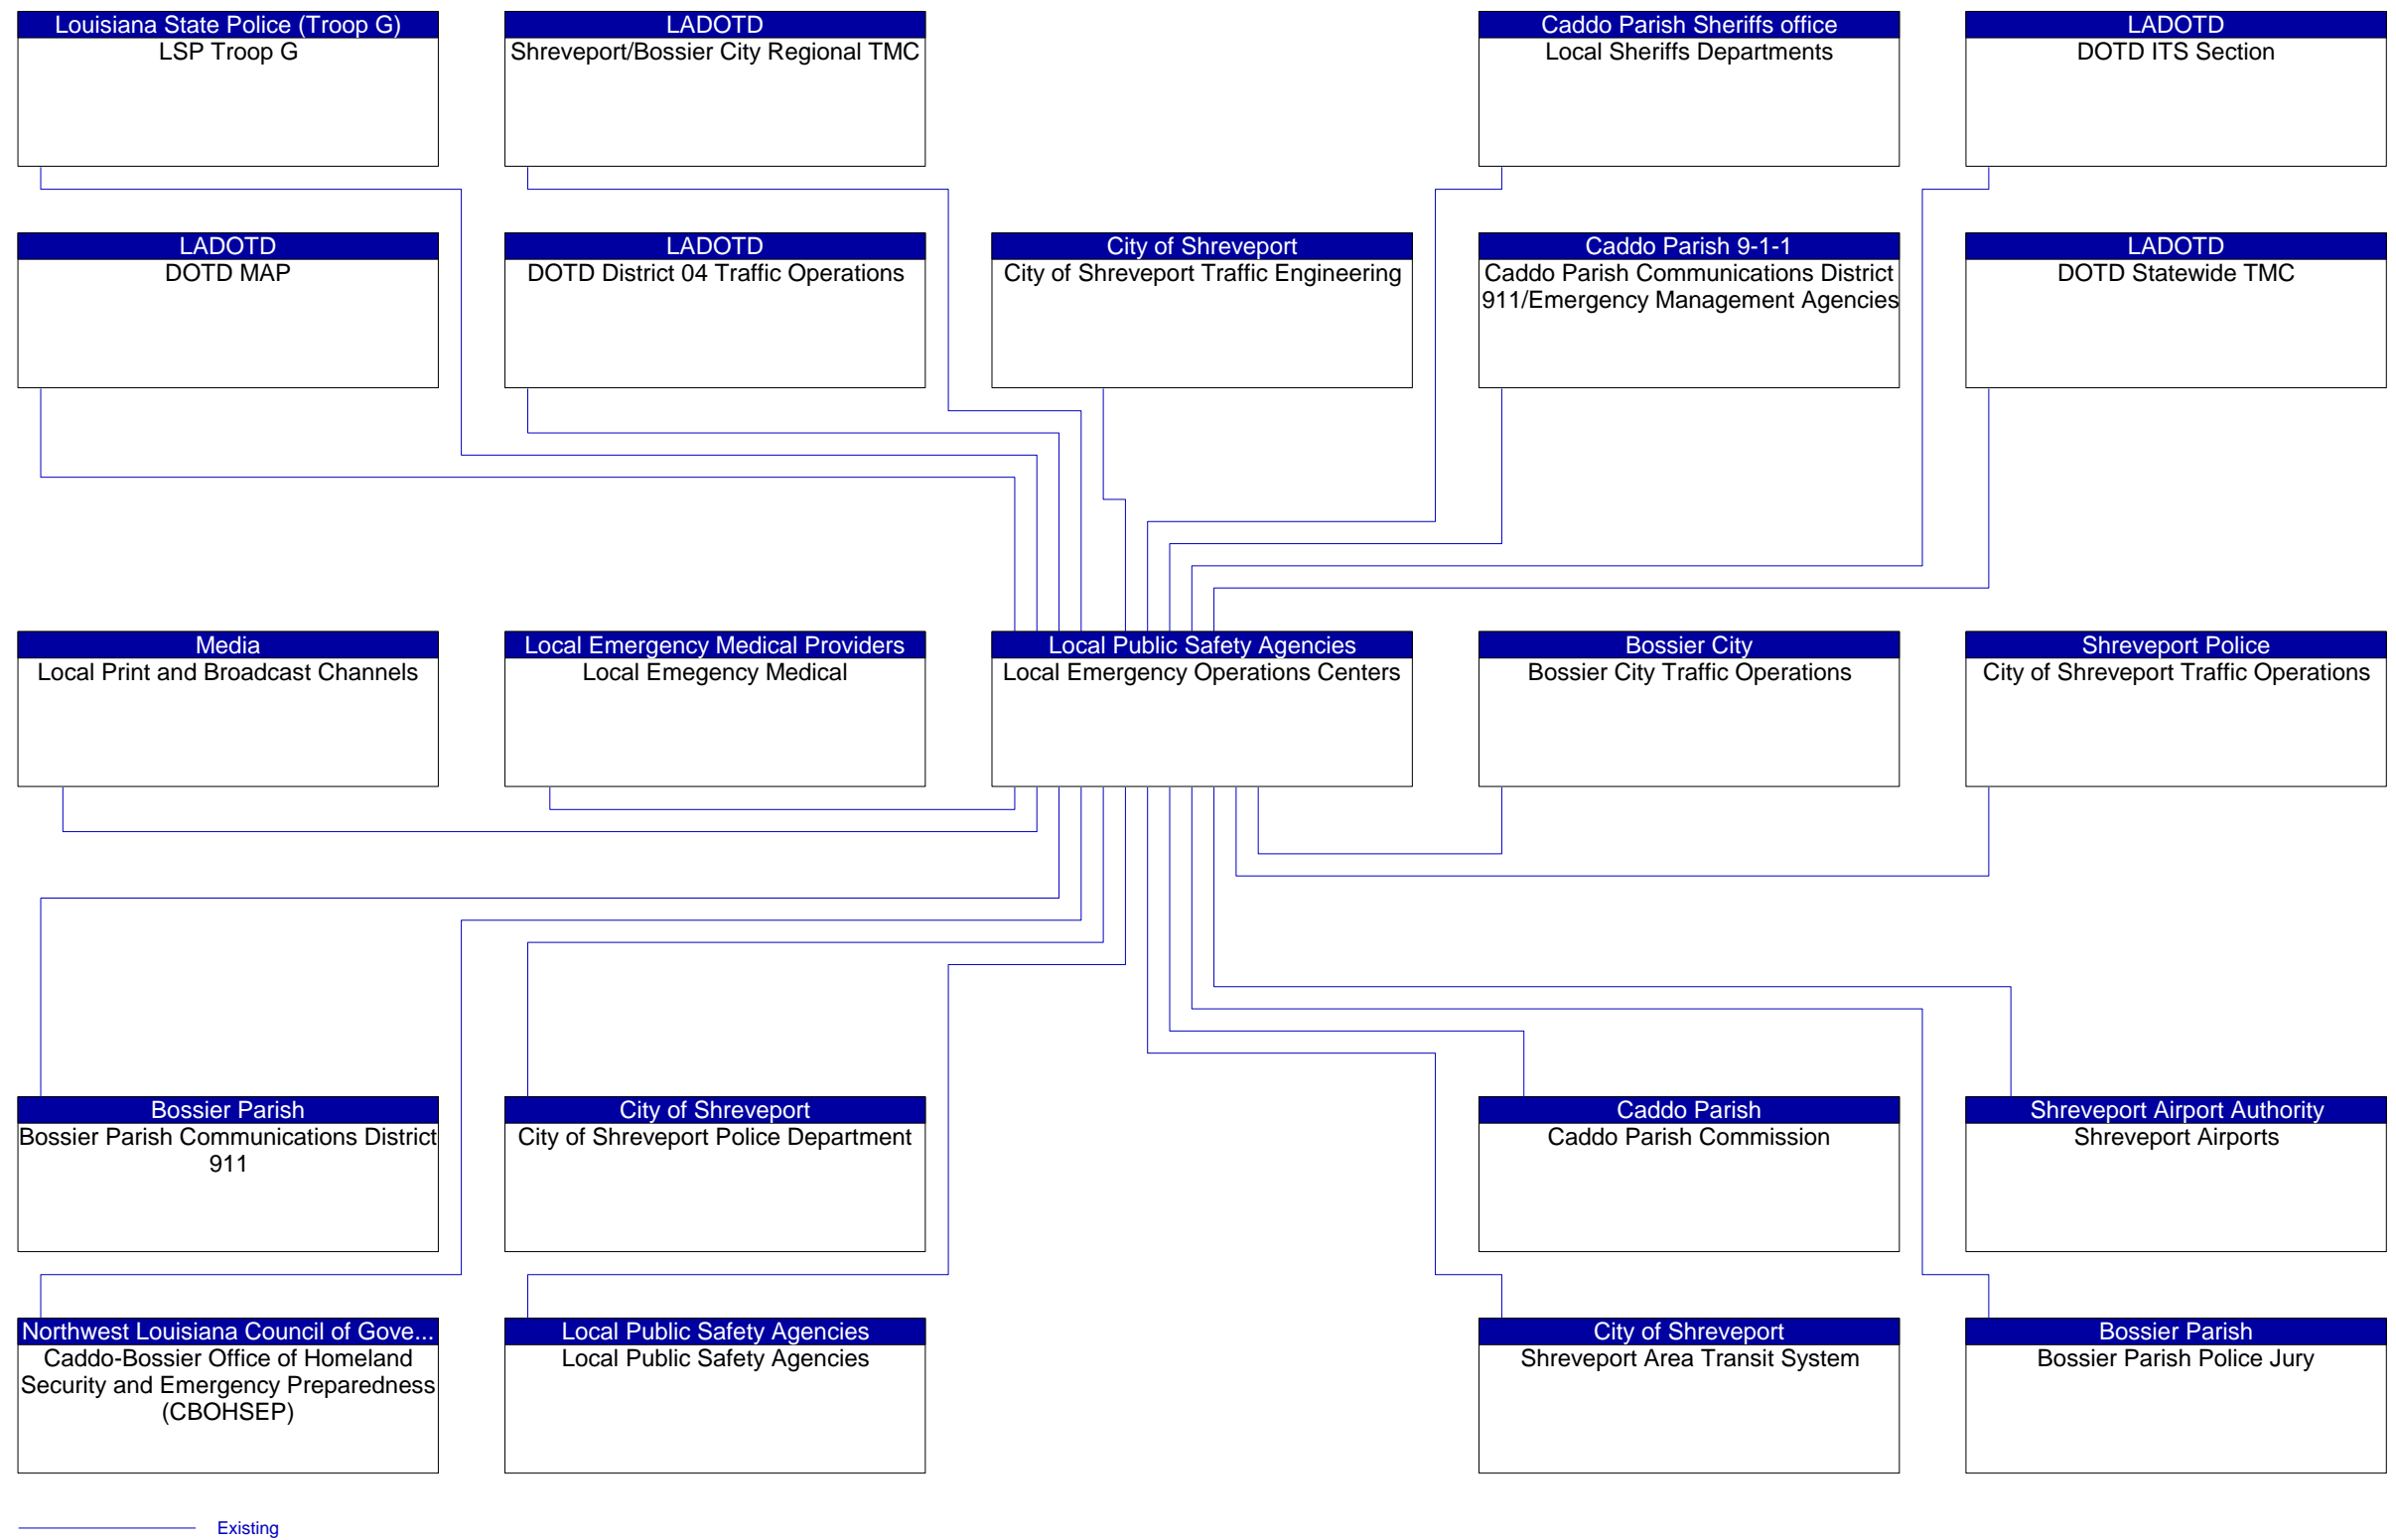 Louisiana State Police (Troop G)
LSP Troop G
LADOTD
Shreveport/Bossier City Regional TMC
Caddo Parish Sheriffs office
Local Sheriffs Departments
LADOTD
DOTD ITS Section
LADOTD
DOTD MAP
LADOTD
DOTD District 04 Traffic Operations
City of Shreveport
City of Shreveport Traffic Engineering
Caddo Parish 9-1-1
Caddo Parish Communications District
911/Emergency Management Agencies
LADOTD
DOTD Statewide TMC
Media
Local Print and Broadcast Channels
Local Emergency Medical Providers
Local Emegency Medical
Local Public Safety Agencies
Local Emergency Operations Centers
Bossier City
Bossier City Traffic Operations
Shreveport Police
City of Shreveport Traffic Operations
Bossier Parish
Bossier Parish Communications District
911
City of Shreveport
City of Shreveport Police Department
Caddo Parish
Caddo Parish Commission
Shreveport Airport Authority
Shreveport Airports
Northwest Louisiana Council of Gove...
Caddo-Bossier Office of Homeland
Security and Emergency Preparedness
(CBOHSEP)
Local Public Safety Agencies
Local Public Safety Agencies
City of Shreveport
Shreveport Area Transit System
Bossier Parish
Bossier Parish Police Jury
Existing